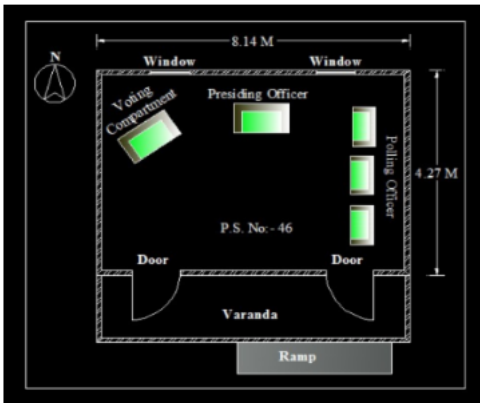 8.14 M
N
Window
Window
Voting
Compartment
Presiding Officer
Polling Officer
4.27 M
P.S. No:- 46
Door
Door
Varanda
Ramp